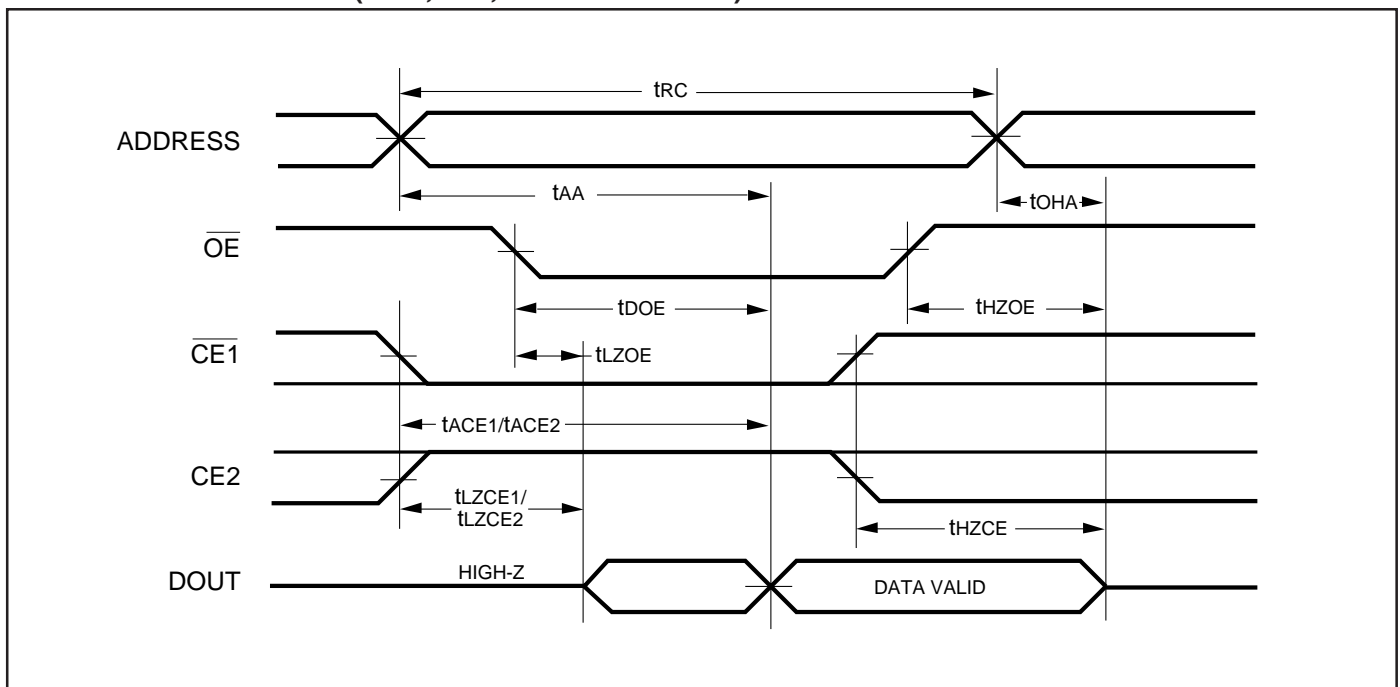 tRC
ADDRESS
tAA
tOHA
OE
tDOE
tHZOE
CE1
tLZOE
tACE1/tACE2
CE2
tLZCE1/
tLZCE2
tHZCE
HIGH-Z
DOUT
DATA VALID